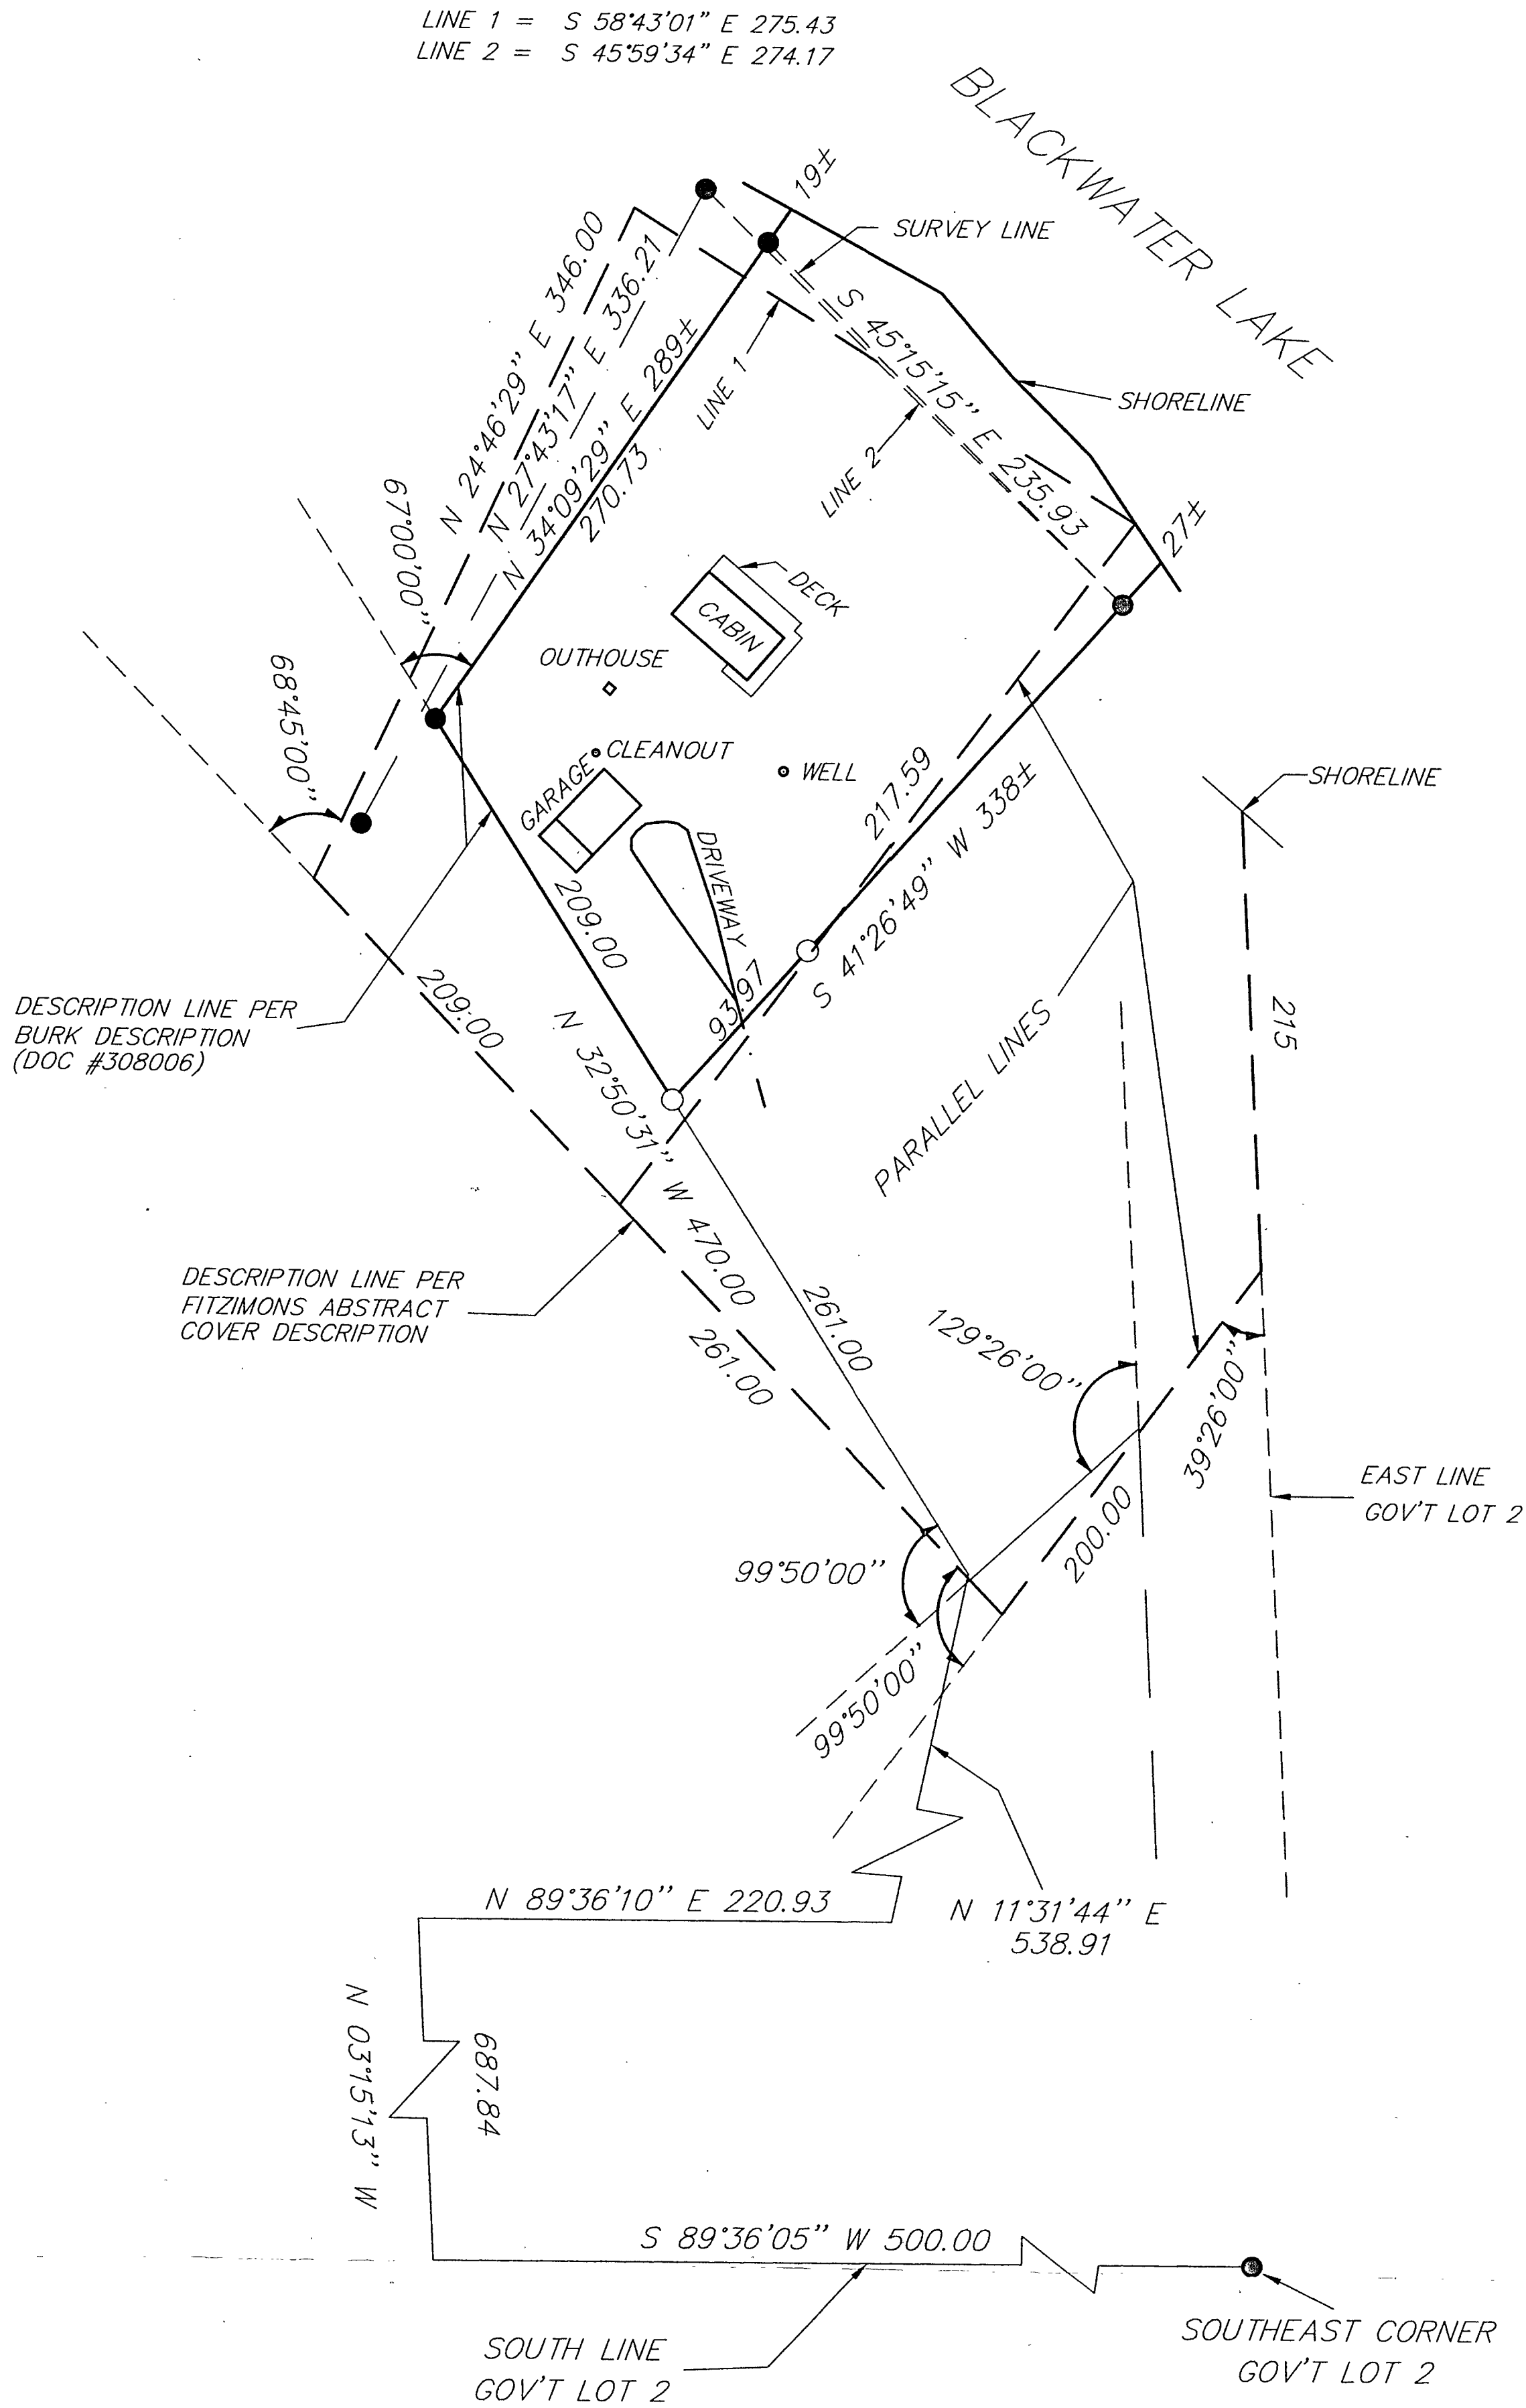 LINE 1 = S 58°43'01" E 275.43
LINE 2 = S 45°59'34" E 274.17
BLACKWATER LAKE
19±
SURVEY LINE
N 24°46'29" E 346.00
N 27°43'17" E 336.21
N 34°09'29" E 289±
270.73
LINE 1
S 45°15'15" E 235.93
SHORELINE
LINE 2
27±
67°00'00"
DECK
CABIN
OUTHOUSE
68°45'00"
CLEANOUT
WELL
GARAGE
SHORELINE
217.59
S 41°26'49" W 338±
DRIVEWAY
209.00
93.97
209.00
DESCRIPTION LINE PER
BURK DESCRIPTION
(DOC #308006)
215
PARALLEL LINES
N 32°50'31" W 470.00
DESCRIPTION LINE PER
FITZIMONS ABSTRACT
COVER DESCRIPTION
261.00
261.00
129°26'00"
39°26'00"
EAST LINE
GOV'T LOT 2
200.00
99°50'00"
99°50'00"
N 89°36'10" E 220.93
N 11°31'44" E
538.91
N 03°15'13" W
687.84
S 89°36'05" W 500.00
SOUTH LINE
GOV'T LOT 2
SOUTHEAST CORNER
GOV'T LOT 2